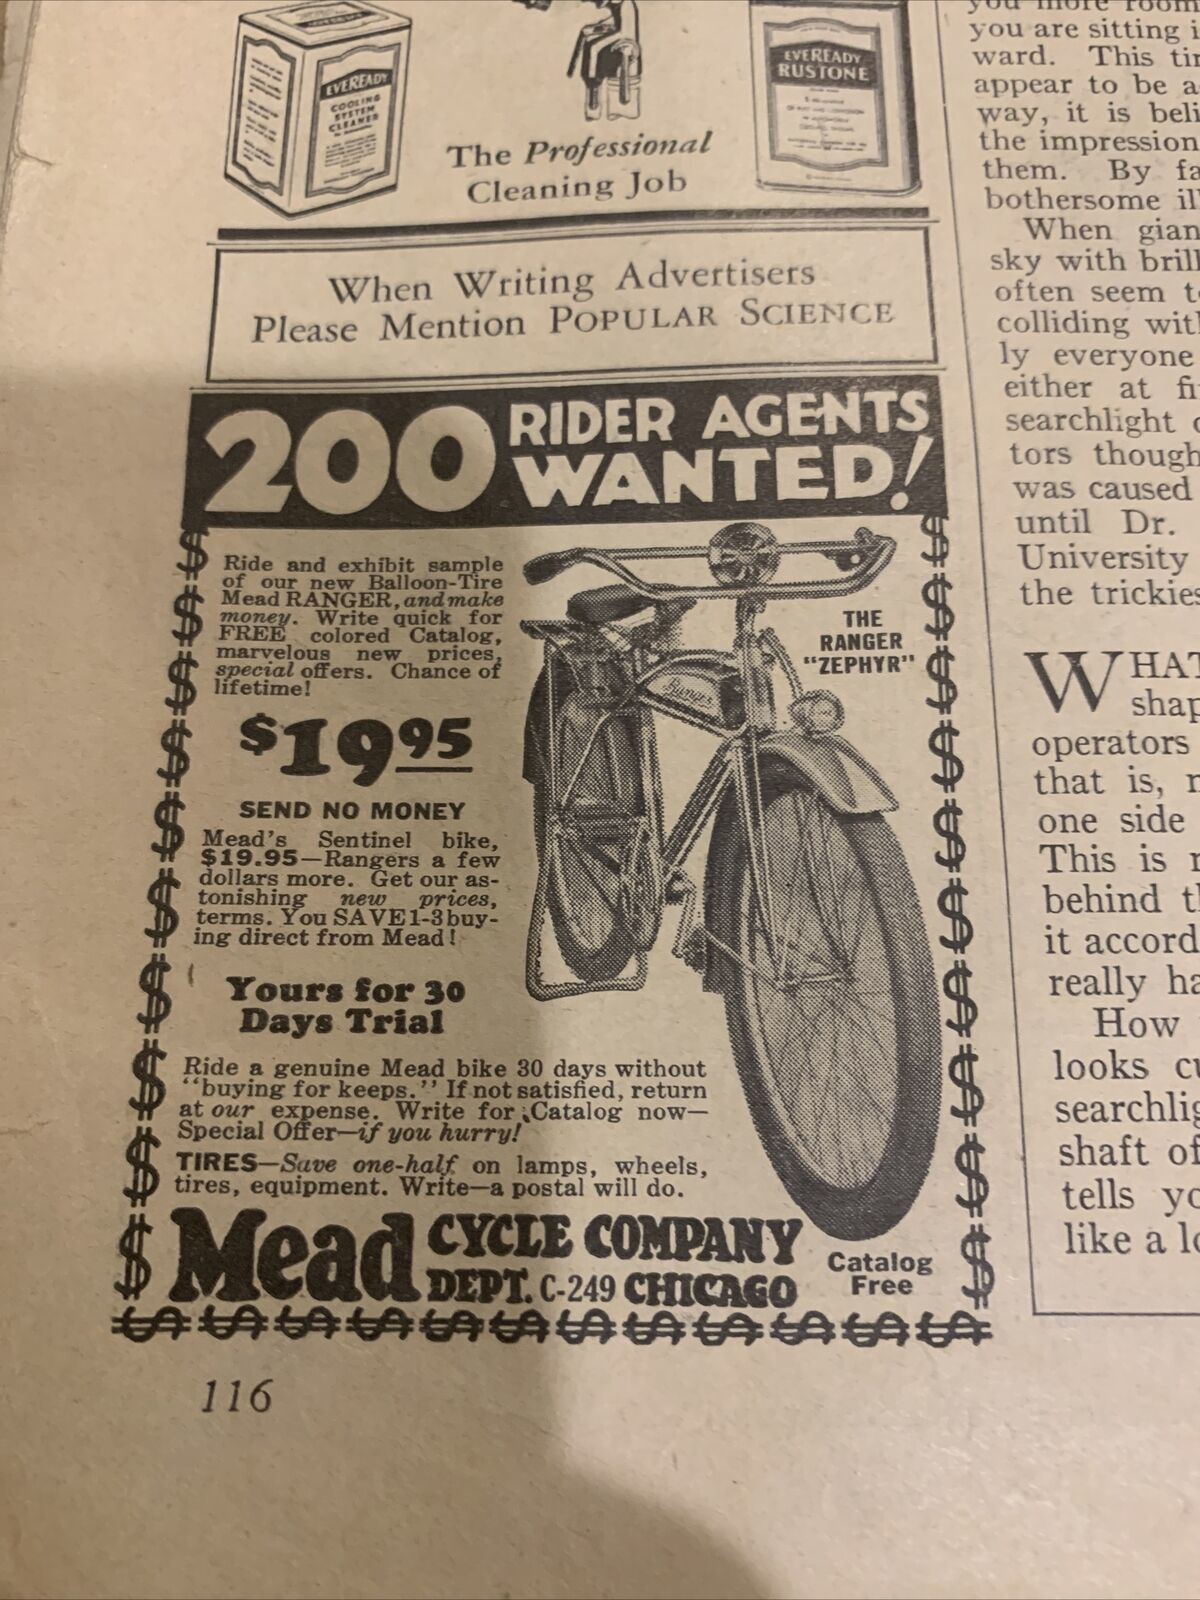 EVEREADY
COOLING
SYSTEM
CLEANER
EVEREADY
RUSTONE
The Professional
Cleaning Job
When Writing Advertisers
Please Mention POPULAR SCIENCE
200 RIDER AGENTS
WANTED!
Ride and exhibit sample
of our new Balloon-Tire
Mead RANGER, and make
money. Write quick for
FREE colored Catalog,
marvelous new prices,
special offers. Chance of
lifetime!
THE
RANGER
"ZEPHYR"
Ranger
$19.95
SEND NO MONEY
Mead's Sentinel bike,
$19.95—Rangers a few
dollars more. Get our as-
tonishing new prices,
terms. You SAVE 1-3 buy-
ing direct from Mead!
Yours for 30
Days Trial
Ride a genuine Mead bike 30 days without
"buying for keeps." If not satisfied, return
at our expense. Write for Catalog now—
Special Offer—if you hurry!
TIRES—Save one-half on lamps, wheels,
tires, equipment. Write—a postal will do.
Mead CYCLE COMPANY
DEPT. C-249 CHICAGO
Catalog
Free
116
you more room
you are sitting
ward. This
appear to be
way, it is
the impression
them. By
bothersome
When
sky with
often seem
colliding
ly everyone
either at
searchlight
tors though
was caused
until Dr.
University
the
WHAT
operators
that is,
one side
This is
behind
it
really
How
looks
shaft of
tells
like a